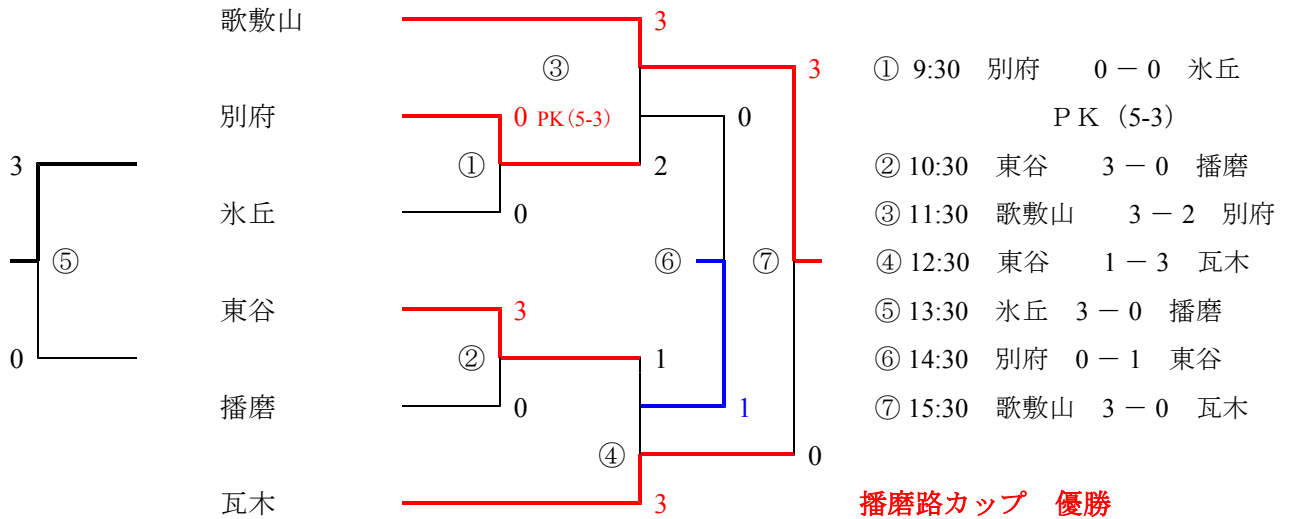 歌敷山
3
③
3
① 9:30 別府 0－0 氷丘
別府
0 PK(5-3)
0
ＰＫ (5-3)
3
①
2
② 10:30 東谷 3－0 播磨
氷丘
0
③ 11:30 歌敷山 3－2 別府
⑤
⑥
⑦
④ 12:30 東谷 1－3 瓦木
東谷
3
⑤ 13:30 氷丘 3－0 播磨
0
②
1
⑥ 14:30 別府 0－1 東谷
播磨
0
1
⑦ 15:30 歌敷山 3－0 瓦木
④
0
瓦木
3
播磨路カップ 優勝